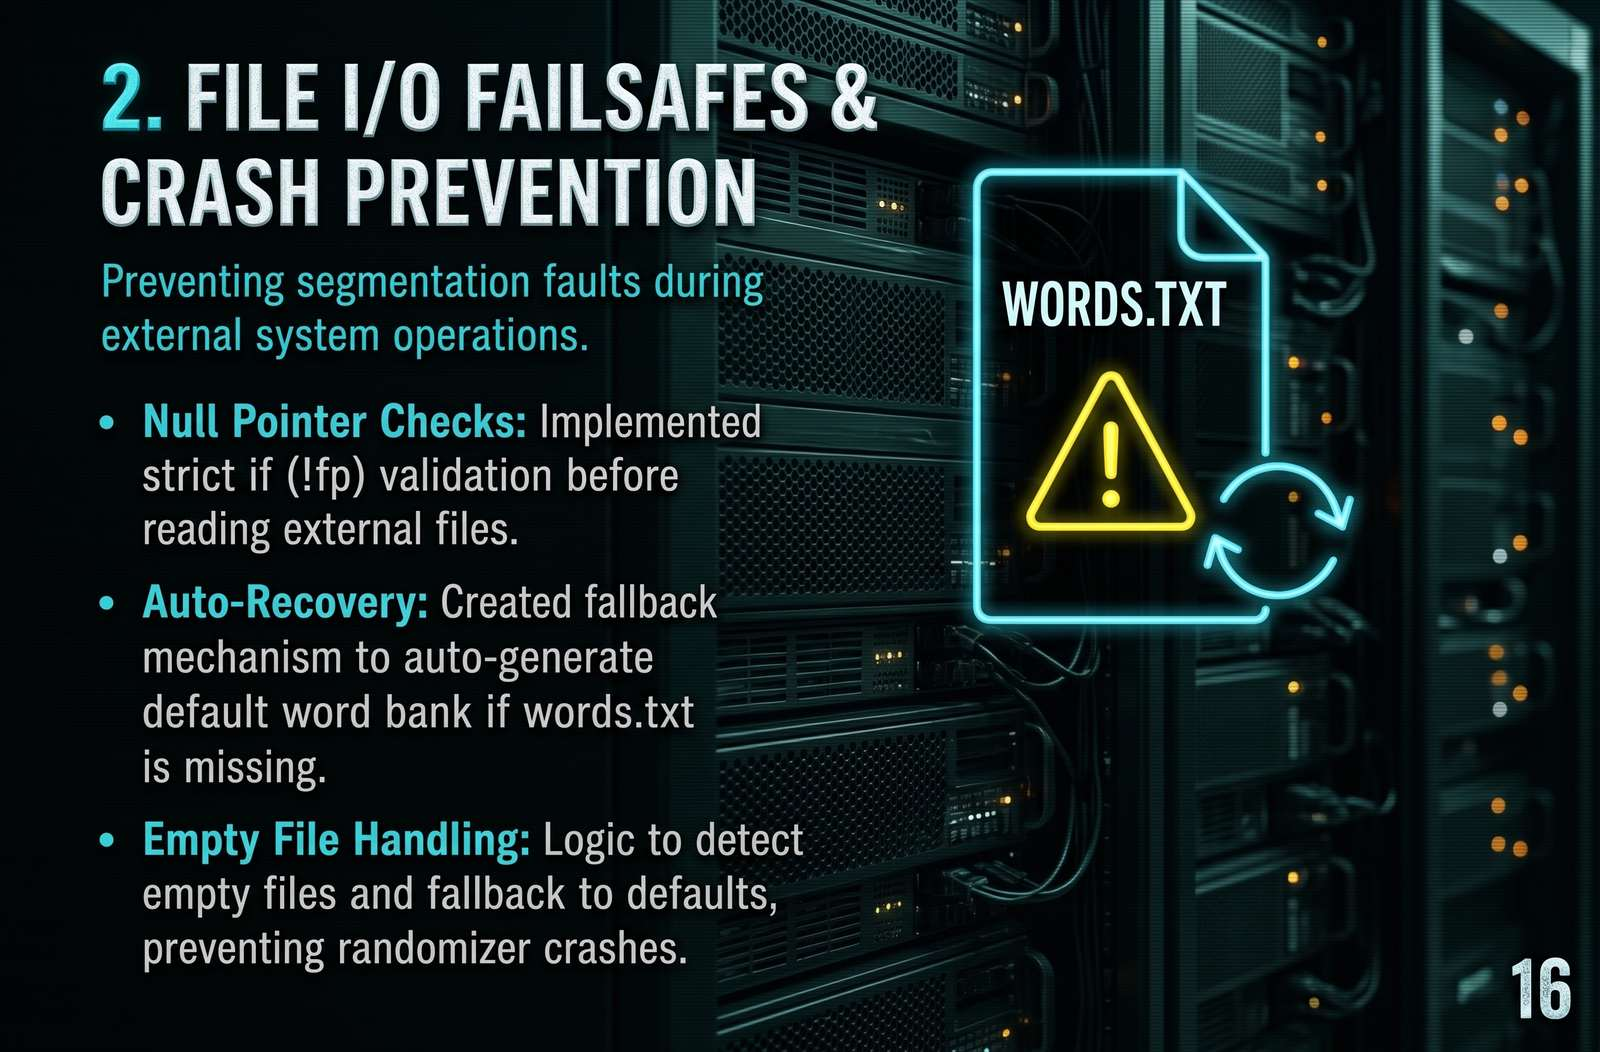 2. FILE I/O FAILSAFES &
CRASH PREVENTION
Preventing segmentation faults during
external system operations.
• Null Pointer Checks: Implemented
strict if (!fp) validation before
reading external files.
• Auto-Recovery: Created fallback
mechanism to auto-generate
default word bank if words.txt
is missing.
• Empty File Handling: Logic to detect
empty files and fallback to defaults,
preventing randomizer crashes.
WORDS.TXT
!
16